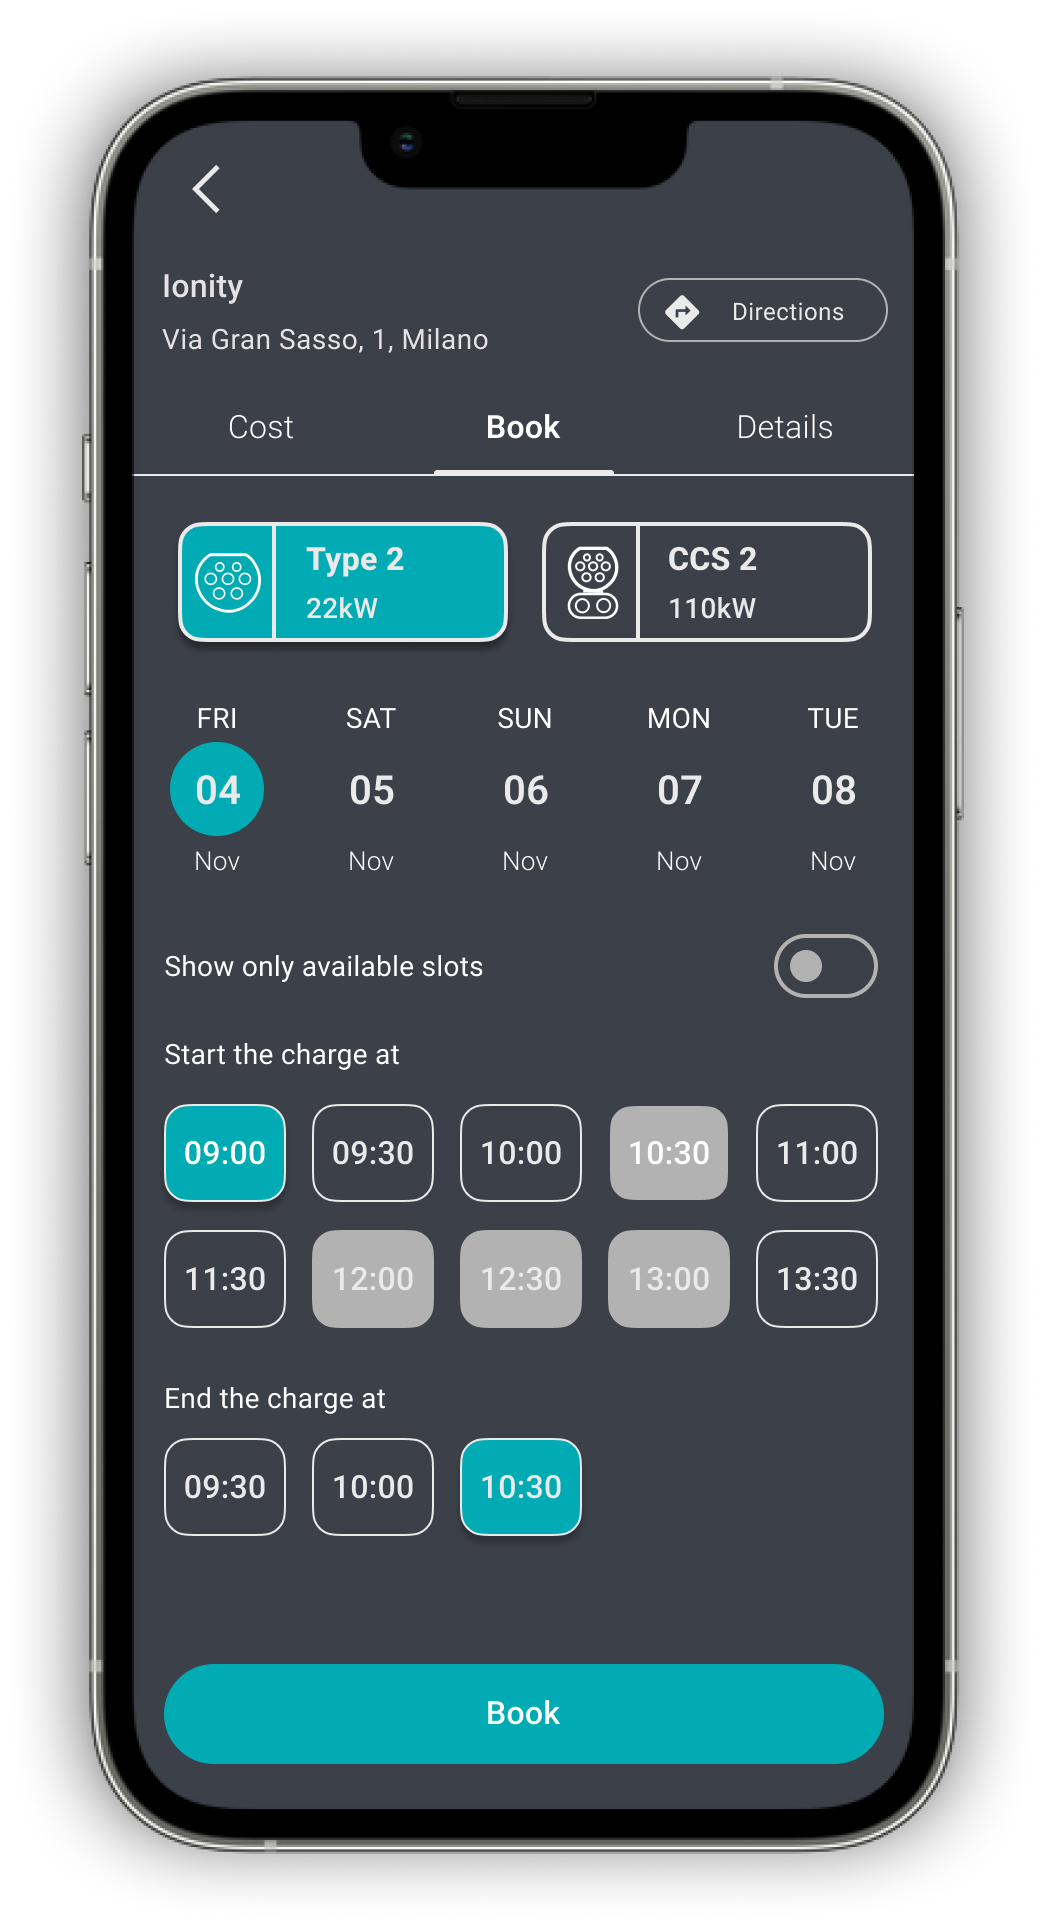 Ionity
Via Gran Sasso, 1, Milano
Directions
Cost Book Details
Type 2
22kW
CCS 2
110kW
FRI SAT SUN MON TUE
04 05 06 07 08
Nov Nov Nov Nov Nov
Show only available slots
Start the charge at
09:00 09:30 10:00 10:30 11:00
11:30 12:00 12:30 13:00 13:30
End the charge at
09:30 10:00 10:30
Book